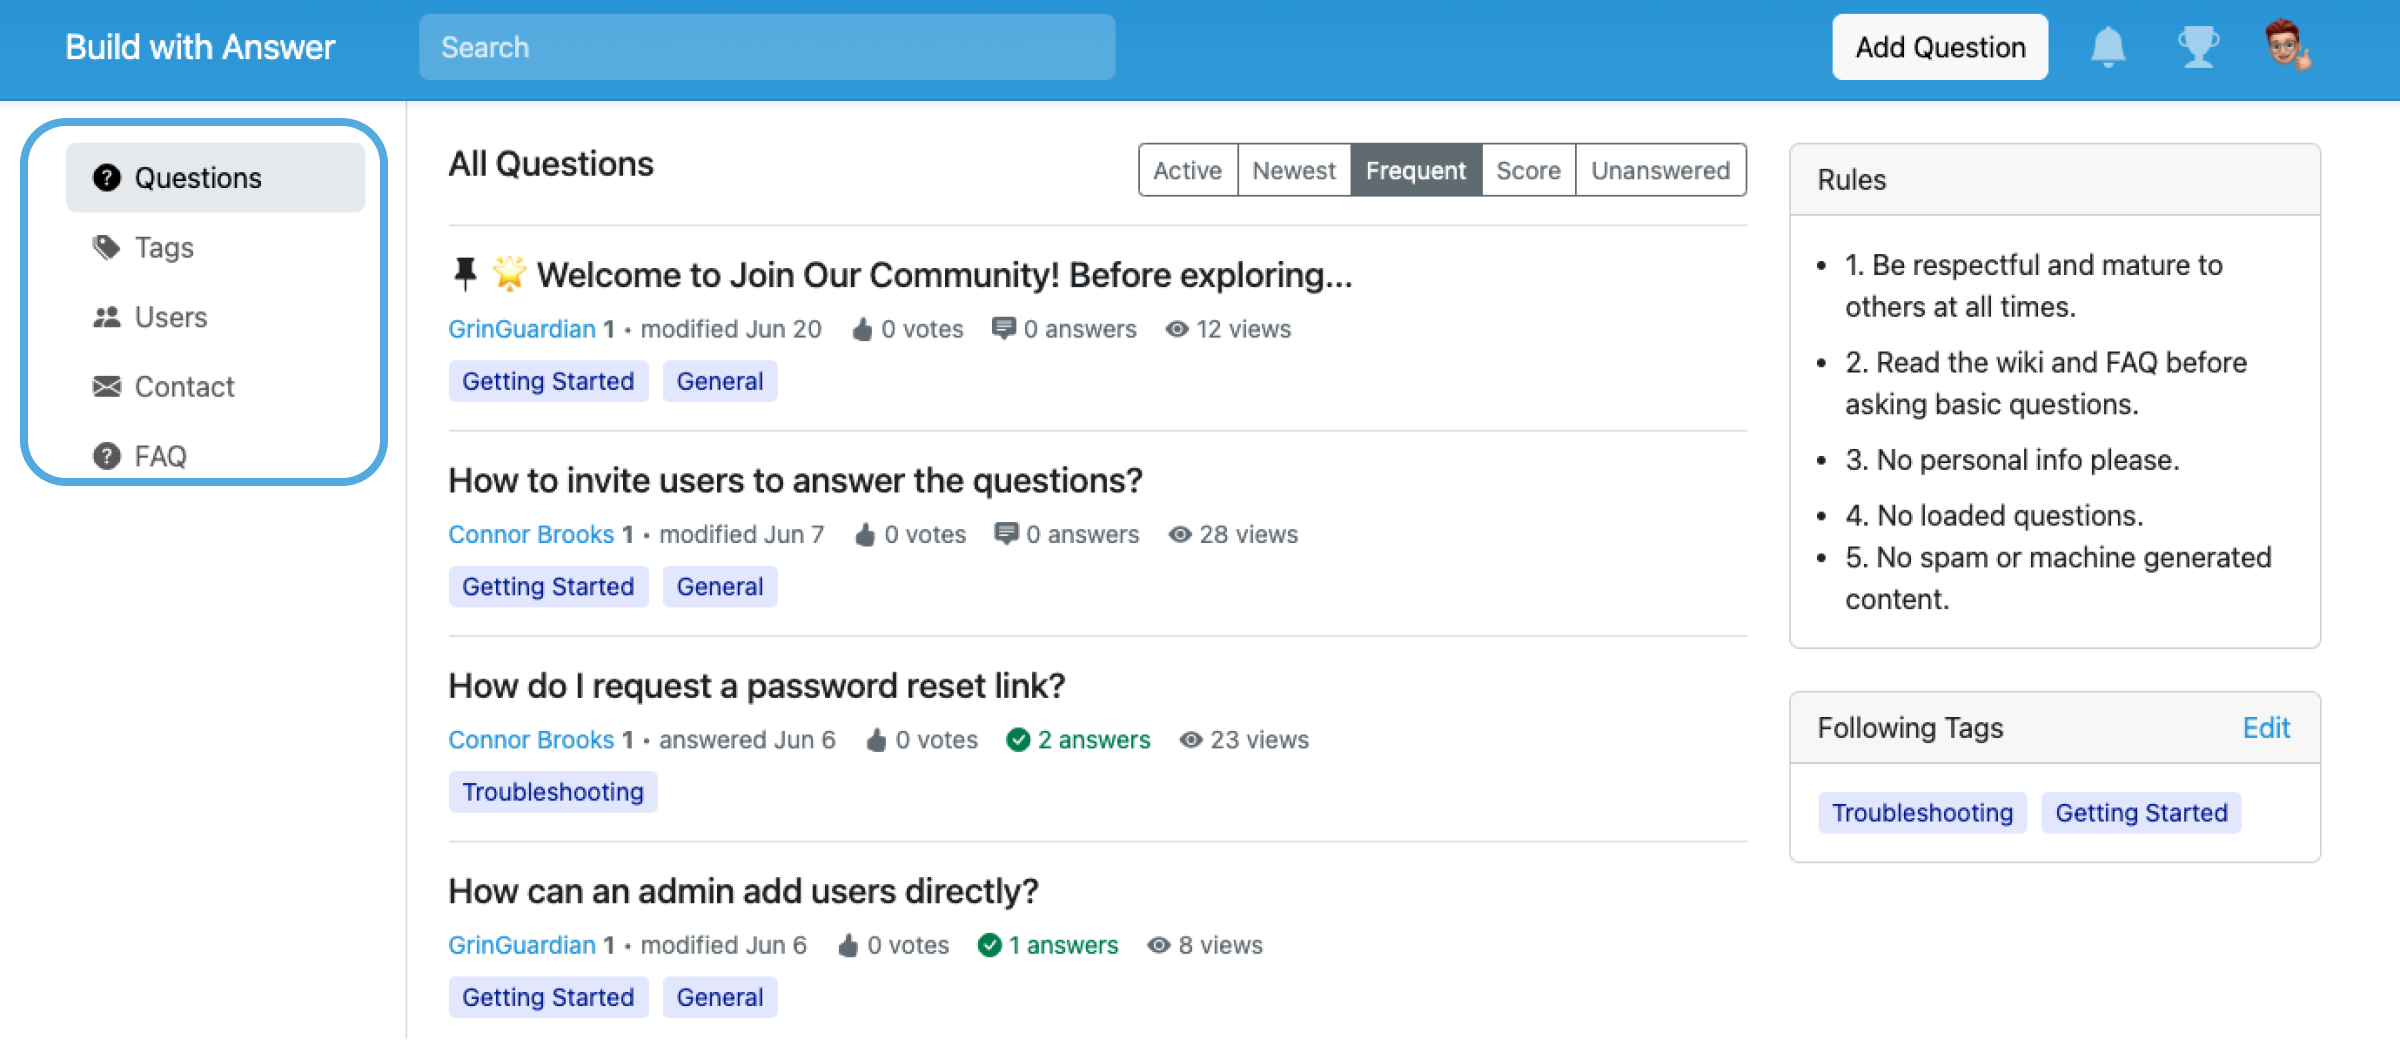 Build with Answer
Search
Add Question
Questions
Tags
Users
Contact
FAQ
All Questions
Active Newest Frequent Score Unanswered
Welcome to Join Our Community! Before exploring...
GrinGuardian 1 • modified Jun 20 0 votes 0 answers 12 views
Getting Started General
How to invite users to answer the questions?
Connor Brooks 1 • modified Jun 7 0 votes 0 answers 28 views
Getting Started General
How do I request a password reset link?
Connor Brooks 1 • answered Jun 6 0 votes 2 answers 23 views
Troubleshooting
How can an admin add users directly?
GrinGuardian 1 • modified Jun 6 0 votes 1 answers 8 views
Getting Started General
Rules
• 1. Be respectful and mature to
others at all times.
• 2. Read the wiki and FAQ before
asking basic questions.
• 3. No personal info please.
• 4. No loaded questions.
• 5. No spam or machine generated
content.
Following Tags Edit
Troubleshooting Getting Started